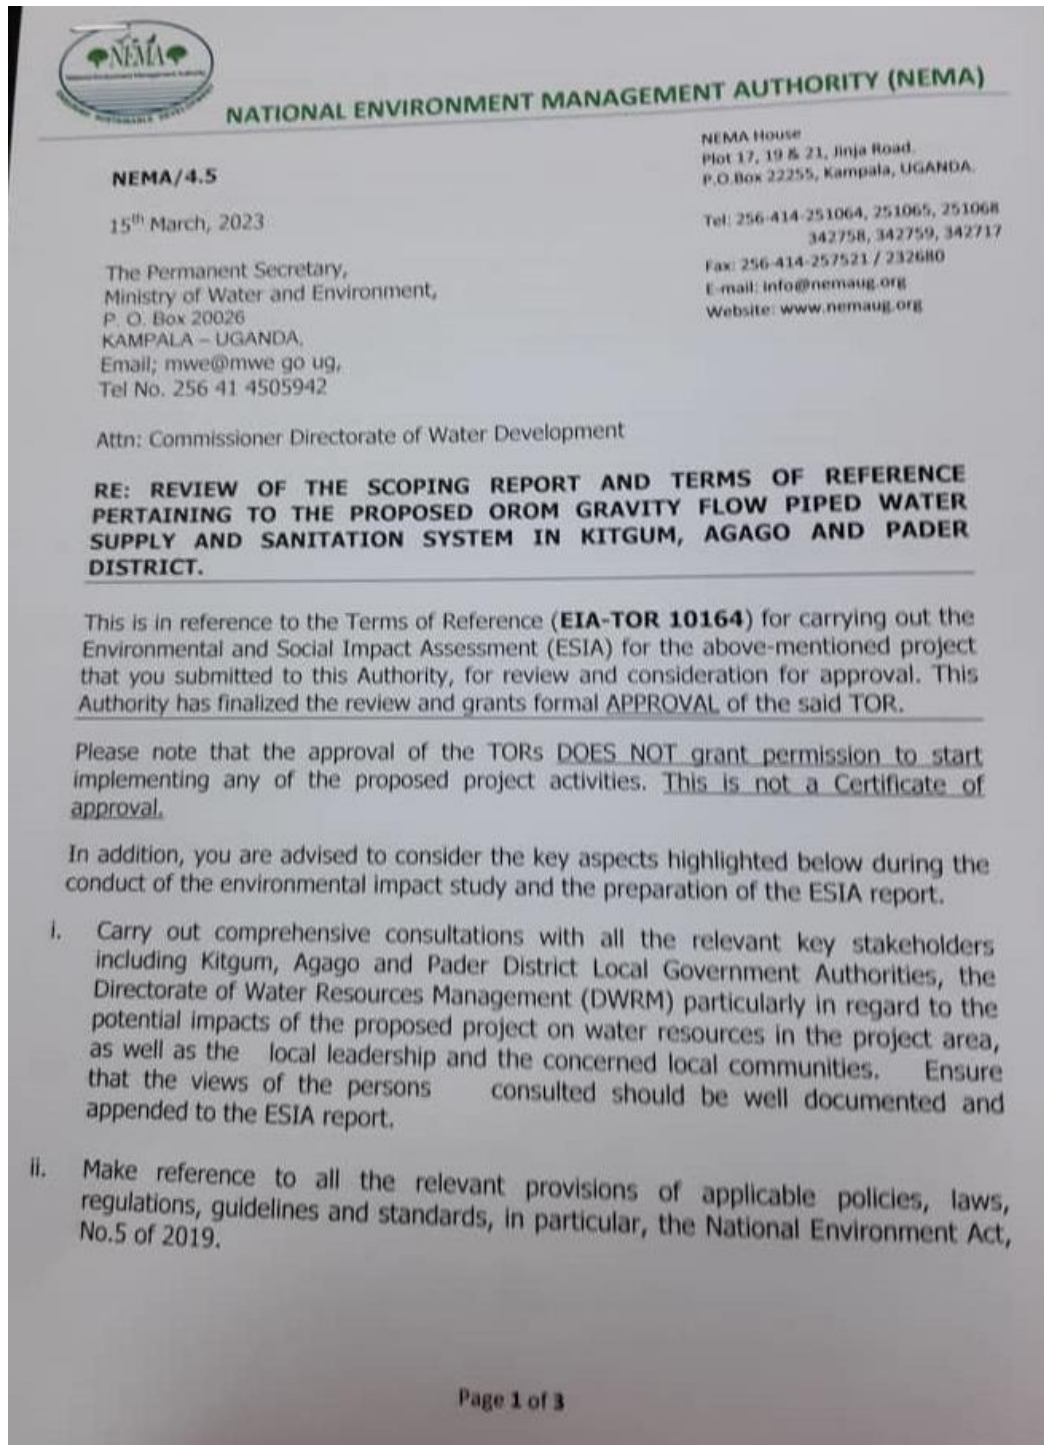 NEMA
National Environment Management Authority
NATIONAL ENVIRONMENT MANAGEMENT AUTHORITY (NEMA)
NEMA House
Plot 17, 19 & 21, Jinja Road.
P.O.Box 22255, Kampala, UGANDA.
Tel: 256-414-251064, 251065, 251068
342758, 342759, 342717
Fax: 256-414-257521 / 232680
E-mail: info@nemaug.org
Website: www.nemaug.org
NEMA/4.5
15th March, 2023
The Permanent Secretary,
Ministry of Water and Environment,
P. O. Box 20026
KAMPALA – UGANDA,
Email; mwe@mwe go ug,
Tel No. 256 41 4505942
Attn: Commissioner Directorate of Water Development
RE: REVIEW OF THE SCOPING REPORT AND TERMS OF REFERENCE
PERTAINING TO THE PROPOSED OROM GRAVITY FLOW PIPED WATER
SUPPLY AND SANITATION SYSTEM IN KITGUM, AGAGO AND PADER
DISTRICT.
This is in reference to the Terms of Reference (EIA-TOR 10164) for carrying out the
Environmental and Social Impact Assessment (ESIA) for the above-mentioned project
that you submitted to this Authority, for review and consideration for approval. This
Authority has finalized the review and grants formal APPROVAL of the said TOR.
Please note that the approval of the TORs DOES NOT grant permission to start
implementing any of the proposed project activities. This is not a Certificate of
approval.
In addition, you are advised to consider the key aspects highlighted below during the
conduct of the environmental impact study and the preparation of the ESIA report.
i. Carry out comprehensive consultations with all the relevant key stakeholders
including Kitgum, Agago and Pader District Local Government Authorities, the
Directorate of Water Resources Management (DWRM) particularly in regard to the
potential impacts of the proposed project on water resources in the project area,
as well as the local leadership and the concerned local communities. Ensure
that the views of the persons consulted should be well documented and
appended to the ESIA report.
ii. Make reference to all the relevant provisions of applicable policies, laws,
regulations, guidelines and standards, in particular, the National Environment Act,
No.5 of 2019.
Page 1 of 3